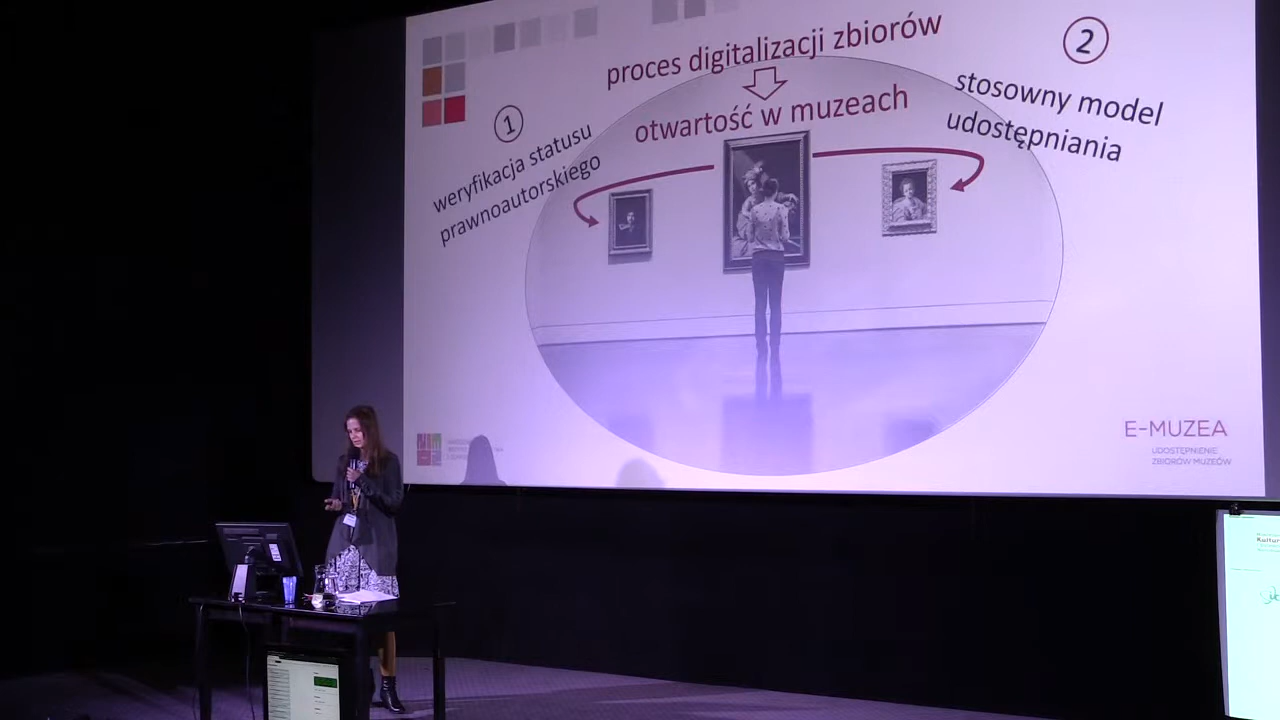 proces digitalizacji zbiorów
otwartość w muzeach
1
weryfikacja statusu
prawnoautorskiego
2
stosowny model
udostępniania
E-MUZEA
UDOSTĘPNIENIE
ZBIORÓW MUZEÓW